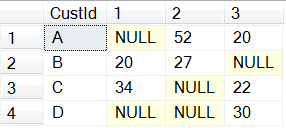 CustId 1 2 3
1 A NULL 52 20
2 B 20 27 NULL
3 C 34 NULL 22
4 D NULL NULL 30